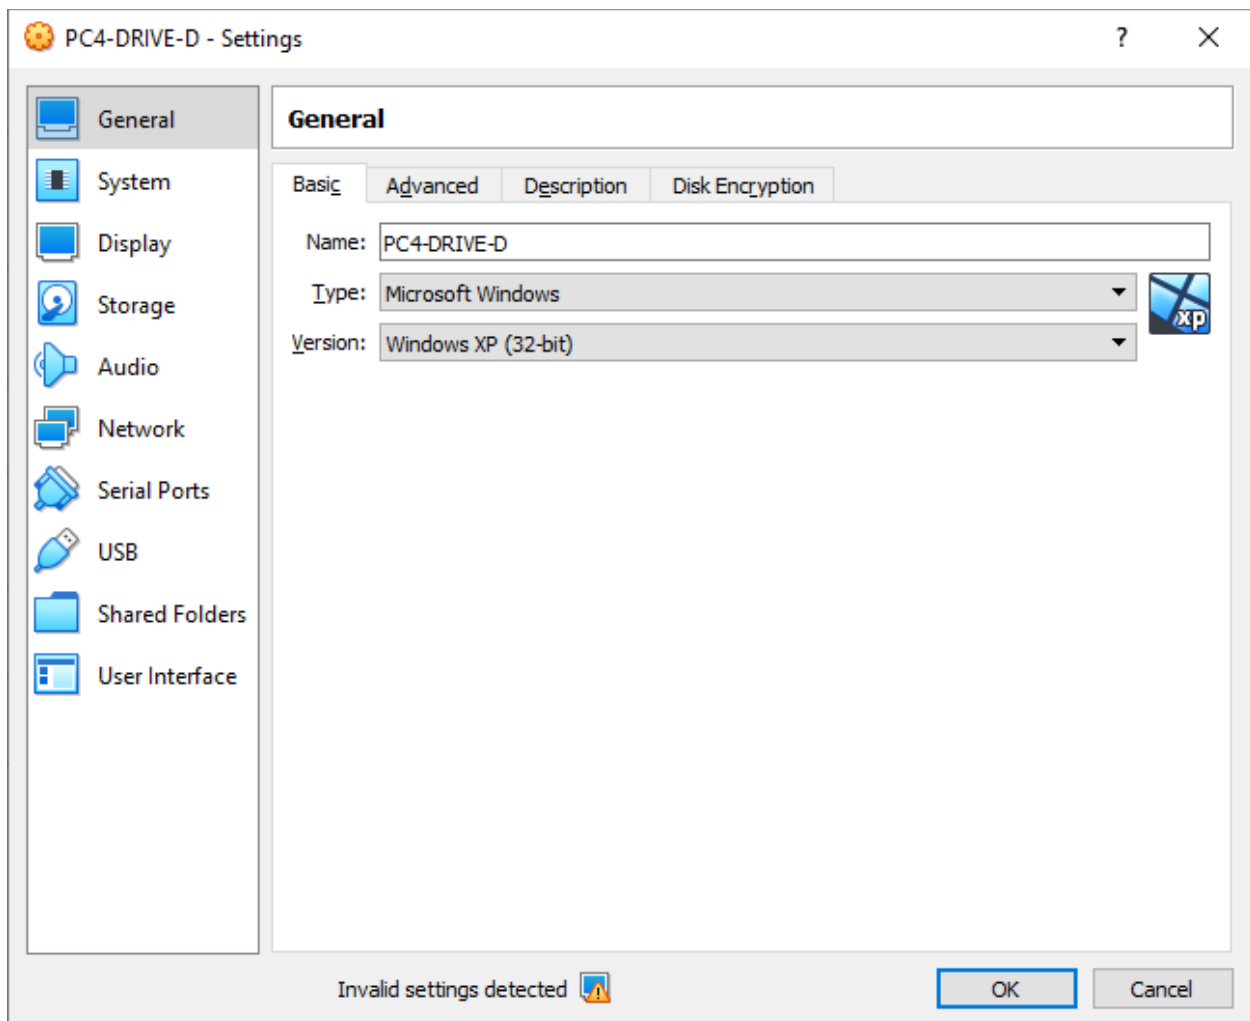 PC4-DRIVE-D - Settings
?
General
System
Display
Storage
Audio
Network
Serial Ports
USB
Shared Folders
User Interface
General
Basic
Advanced
Description
Disk Encryption
Name: PC4-DRIVE-D
Type: Microsoft Windows
xp
Version: Windows XP (32-bit)
Invalid settings detected
OK
Cancel